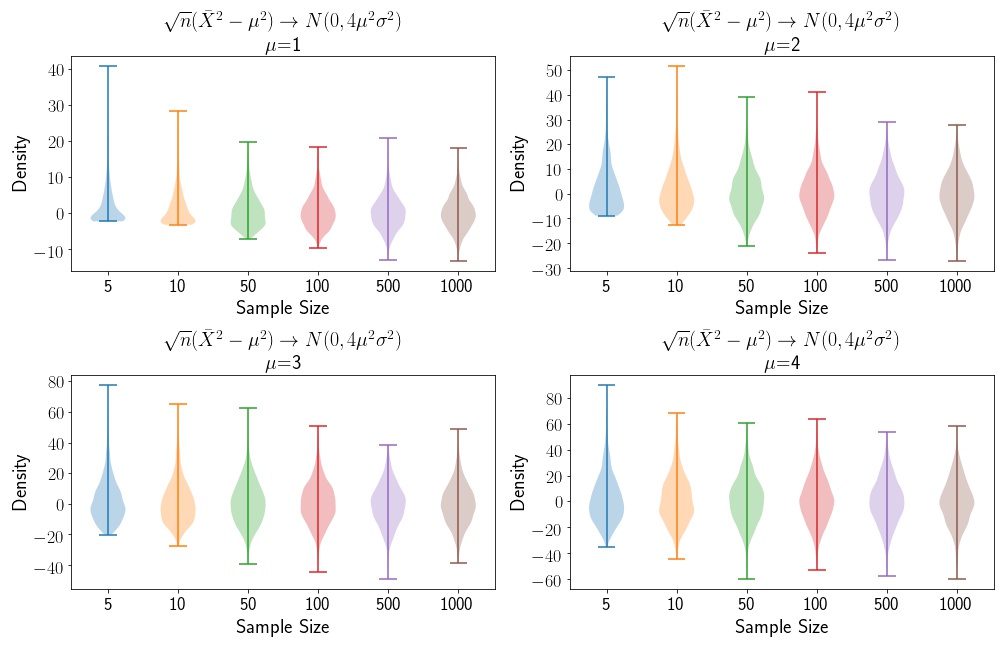 √n(X̄² − μ²) → N(0, 4μ²σ²)
μ=1
40
30
20
10
0
−10
Density
5 10 50 100 500 1000
Sample Size
√n(X̄² − μ²) → N(0, 4μ²σ²)
μ=2
50
40
30
20
10
0
−10
−20
−30
Density
5 10 50 100 500 1000
Sample Size
√n(X̄² − μ²) → N(0, 4μ²σ²)
μ=3
80
60
40
20
0
−20
−40
Density
5 10 50 100 500 1000
Sample Size
√n(X̄² − μ²) → N(0, 4μ²σ²)
μ=4
80
60
40
20
0
−20
−40
−60
Density
5 10 50 100 500 1000
Sample Size